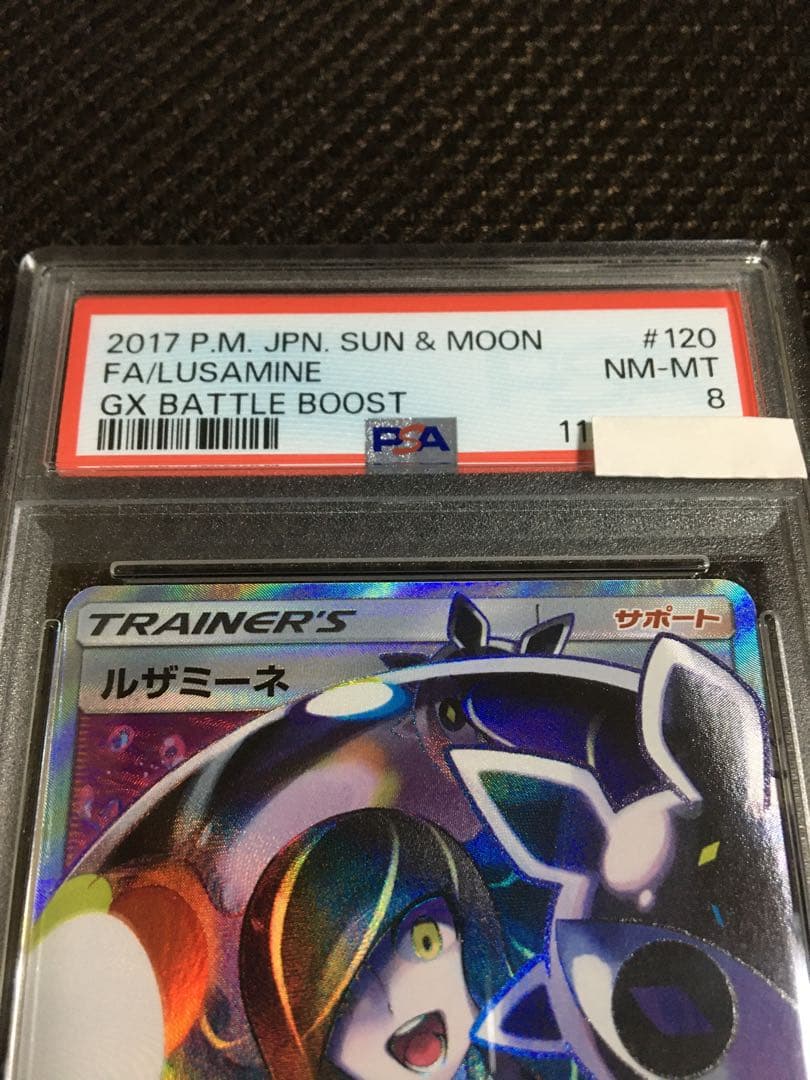 2017 P.M. JPN. SUN & MOON #120
FA/LUSAMINE NM-MT
GX BATTLE BOOST 8
PSA 11
TRAINER'S サポート
ルザミーネ